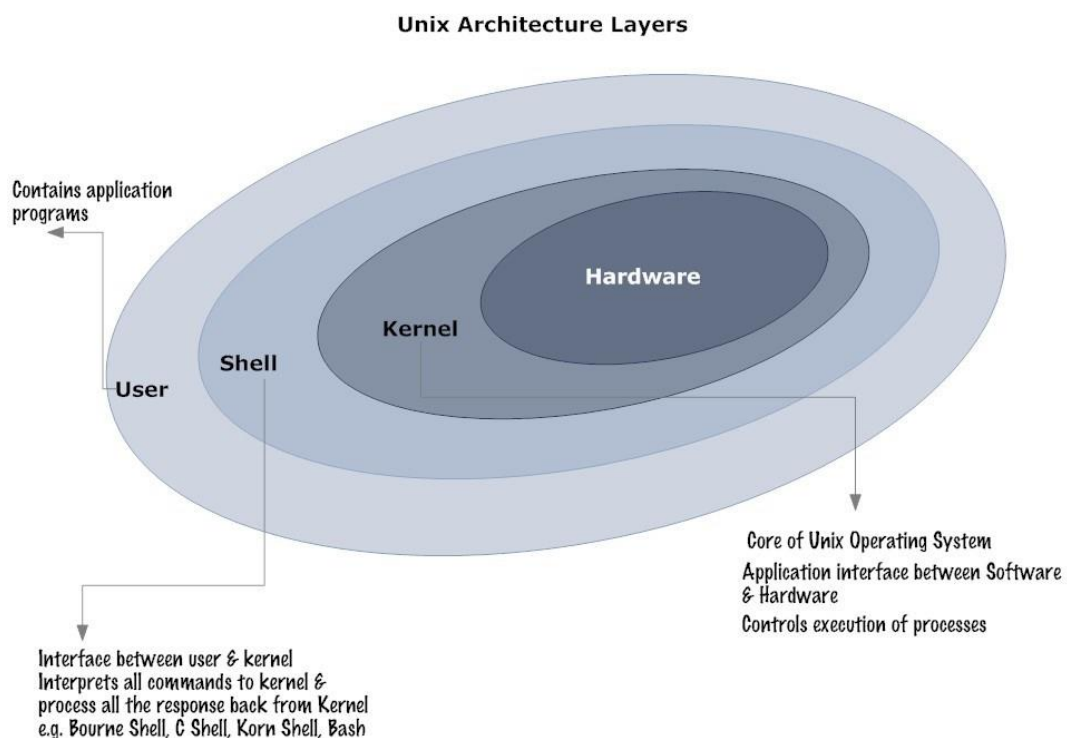 Unix Architecture Layers
Contains application
programs
Hardware
Kernel
Shell
User
Core of Unix Operating System
Application interface between Software
& Hardware
Controls execution of processes
Interface between user & kernel
Interprets all commands to kernel &
process all the response back from Kernel
e.g. Bourne Shell, C Shell, Korn Shell, Bash